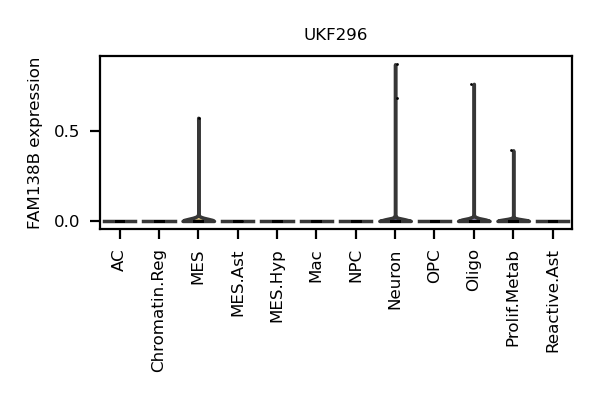 UKF296
FAM138B expression
0.5
0.0
AC
Chromatin.Reg
MES
MES.Ast
MES.Hyp
Mac
NPC
Neuron
OPC
Oligo
Prolif.Metab
Reactive.Ast